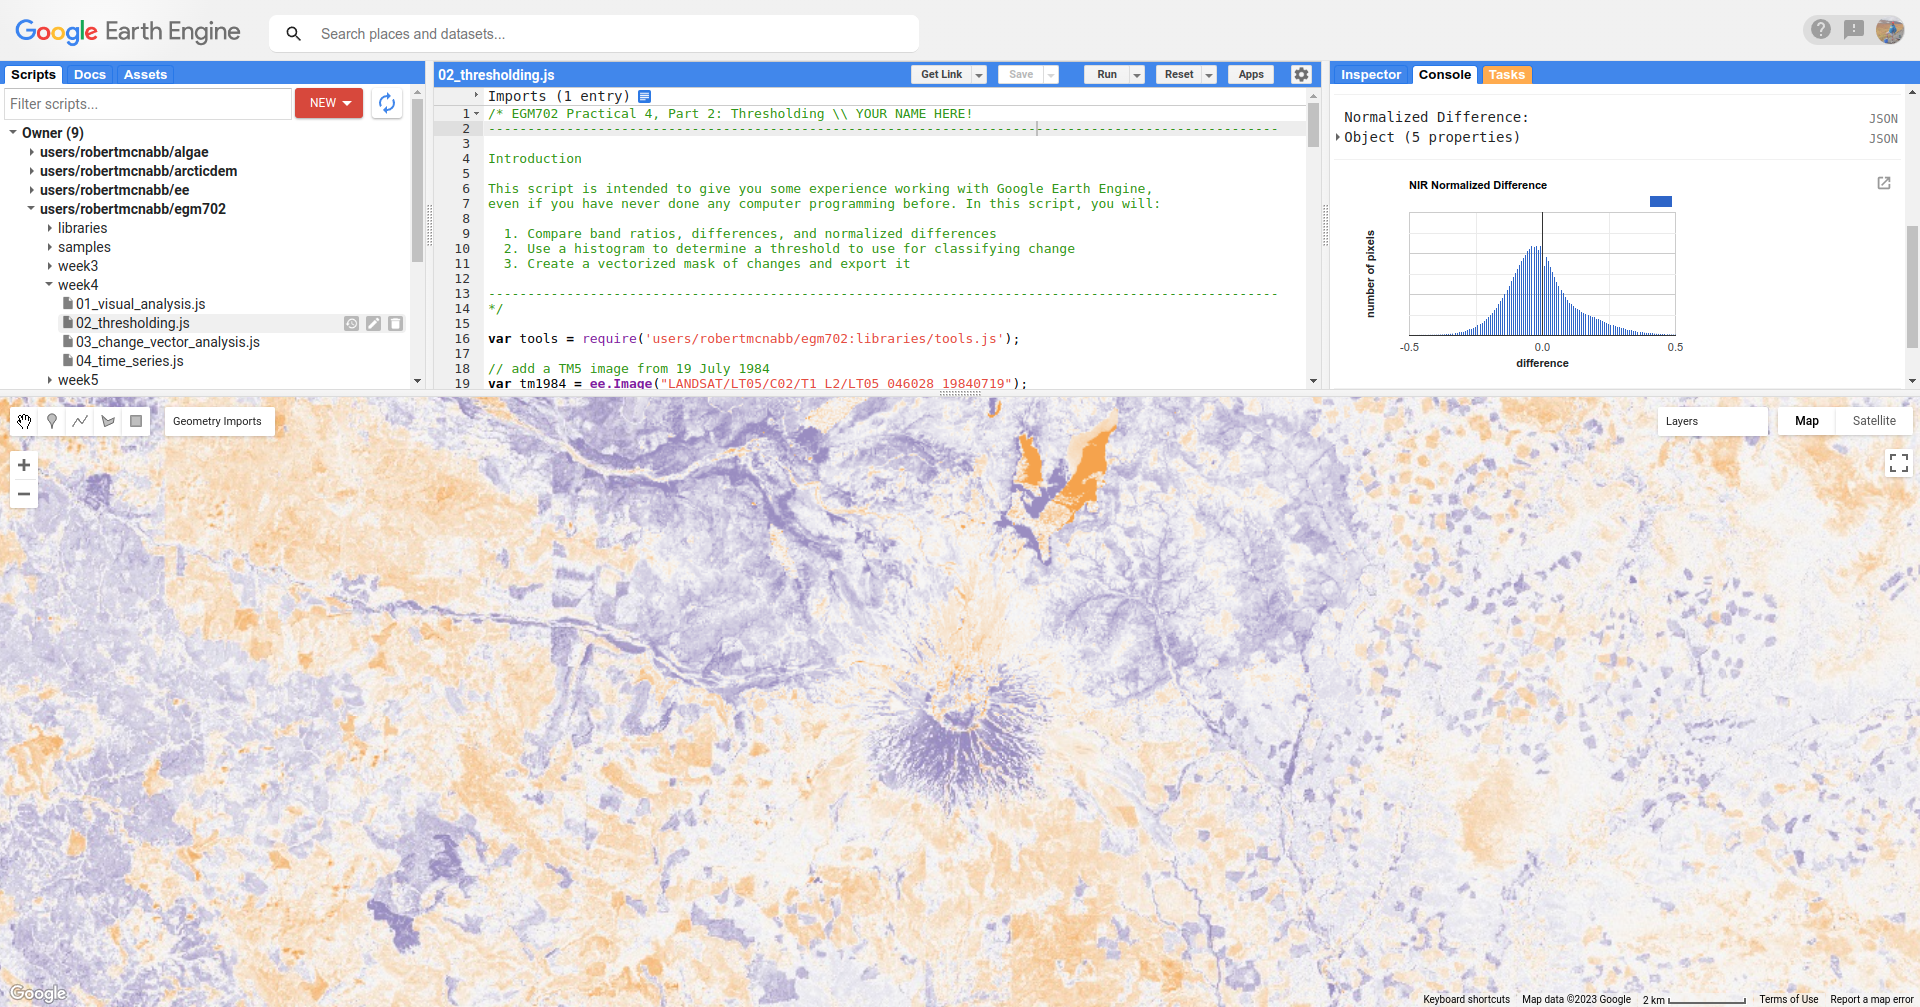 Google Earth Engine
Search places and datasets...
Scripts Docs Assets
Filter scripts...
NEW
Owner (9)
users/robertmcnabb/algae
users/robertmcnabb/arcticdem
users/robertmcnabb/ee
users/robertmcnabb/egm702
libraries
samples
week3
week4
01_visual_analysis.js
02_thresholding.js
03_change_vector_analysis.js
04_time_series.js
week5
02_thresholding.js
Get Link Save Run Reset Apps
Imports (1 entry)
1 /* EGM702 Practical 4, Part 2: Thresholding \\ YOUR NAME HERE!
2 -----------------------------------------------------------------------------------------------------
3
4 Introduction
5
6 This script is intended to give you some experience working with Google Earth Engine,
7 even if you have never done any computer programming before. In this script, you will:
8
9 1. Compare band ratios, differences, and normalized differences
10 2. Use a histogram to determine a threshold to use for classifying change
11 3. Create a vectorized mask of changes and export it
12
13 -----------------------------------------------------------------------------------------------------
14 */
15
16 var tools = require('users/robertmcnabb/egm702:libraries/tools.js');
17
18 // add a TM5 image from 19 July 1984
19 var tm1984 = ee.Image("LANDSAT/LT05/C02/T1_L2/LT05_046028_19840719");
Inspector Console Tasks
Normalized Difference: JSON
Object (5 properties) JSON
NIR Normalized Difference
number of pixels
-0.5 0.0 0.5
difference
Geometry Imports
Layers
Map Satellite
+
−
Google
Keyboard shortcuts Map data ©2023 Google 2 km Terms of Use Report a map error